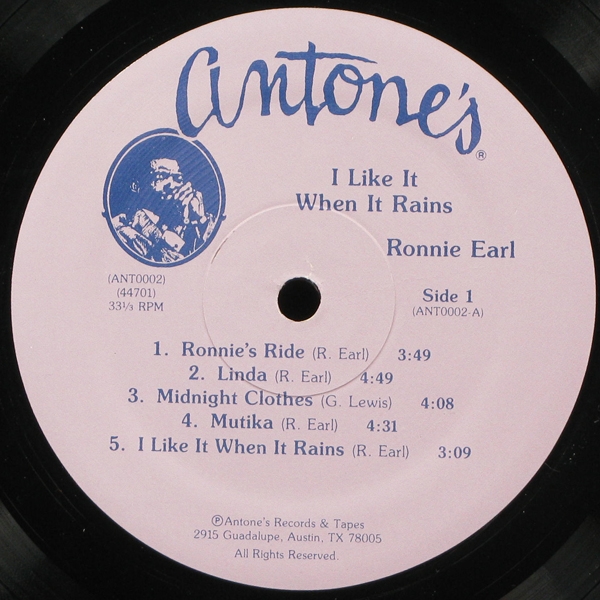 antone's®
I Like It
When It Rains
Ronnie Earl
(ANT0002)
(44701)
33⅓ RPM
Side 1
(ANT0002-A)
1. Ronnie's Ride (R. Earl) 3:49
2. Linda (R. Earl) 4:49
3. Midnight Clothes (G. Lewis) 4:08
4. Mutika (R. Earl) 4:31
5. I Like It When It Rains (R. Earl) 3:09
℗Antone's Records & Tapes
2915 Guadalupe, Austin, TX 78005
All Rights Reserved.